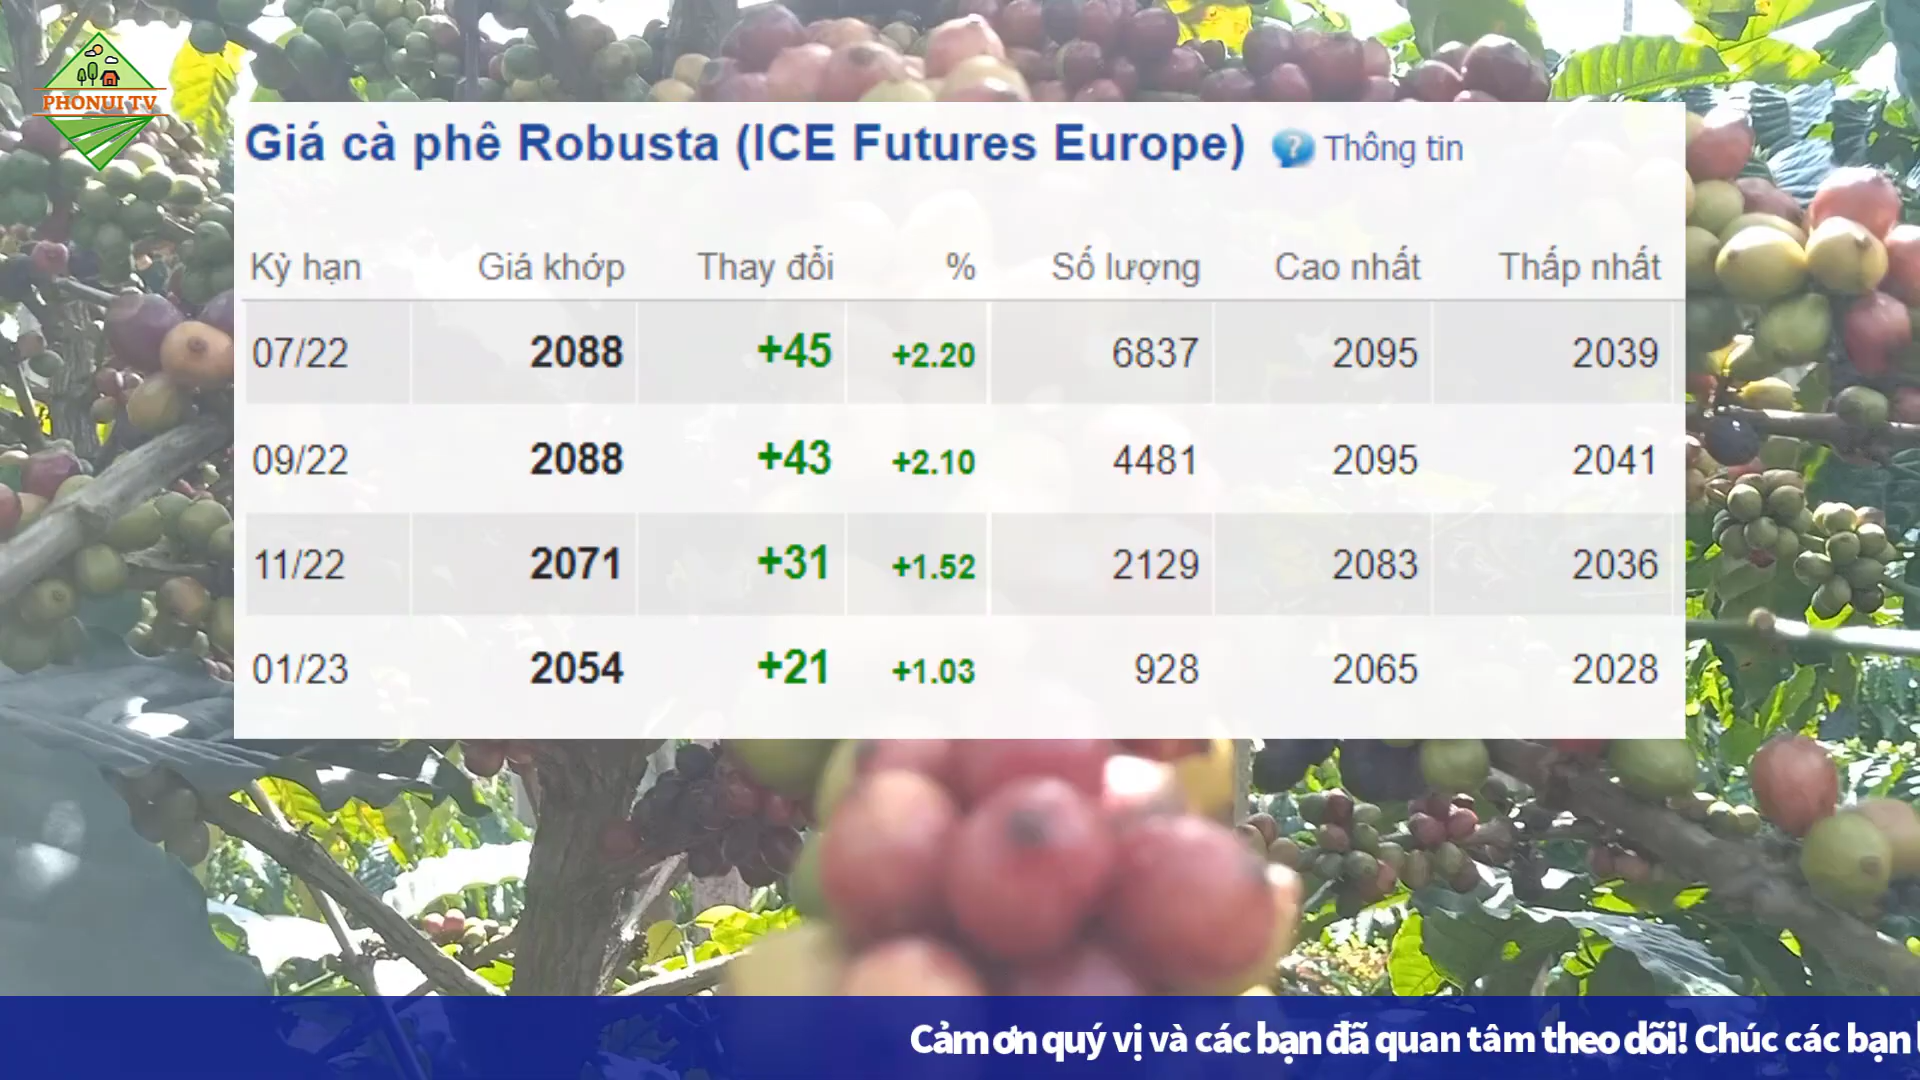 PHONUI TV
Giá cà phê Robusta (ICE Futures Europe) ? Thông tin
Kỳ hạn Giá khớp Thay đổi % Số lượng Cao nhất Thấp nhất
07/22 2088 +45 +2.20 6837 2095 2039
09/22 2088 +43 +2.10 4481 2095 2041
11/22 2071 +31 +1.52 2129 2083 2036
01/23 2054 +21 +1.03 928 2065 2028
Cảm ơn quý vị và các bạn đã quan tâm theo dõi! Chúc các bạn